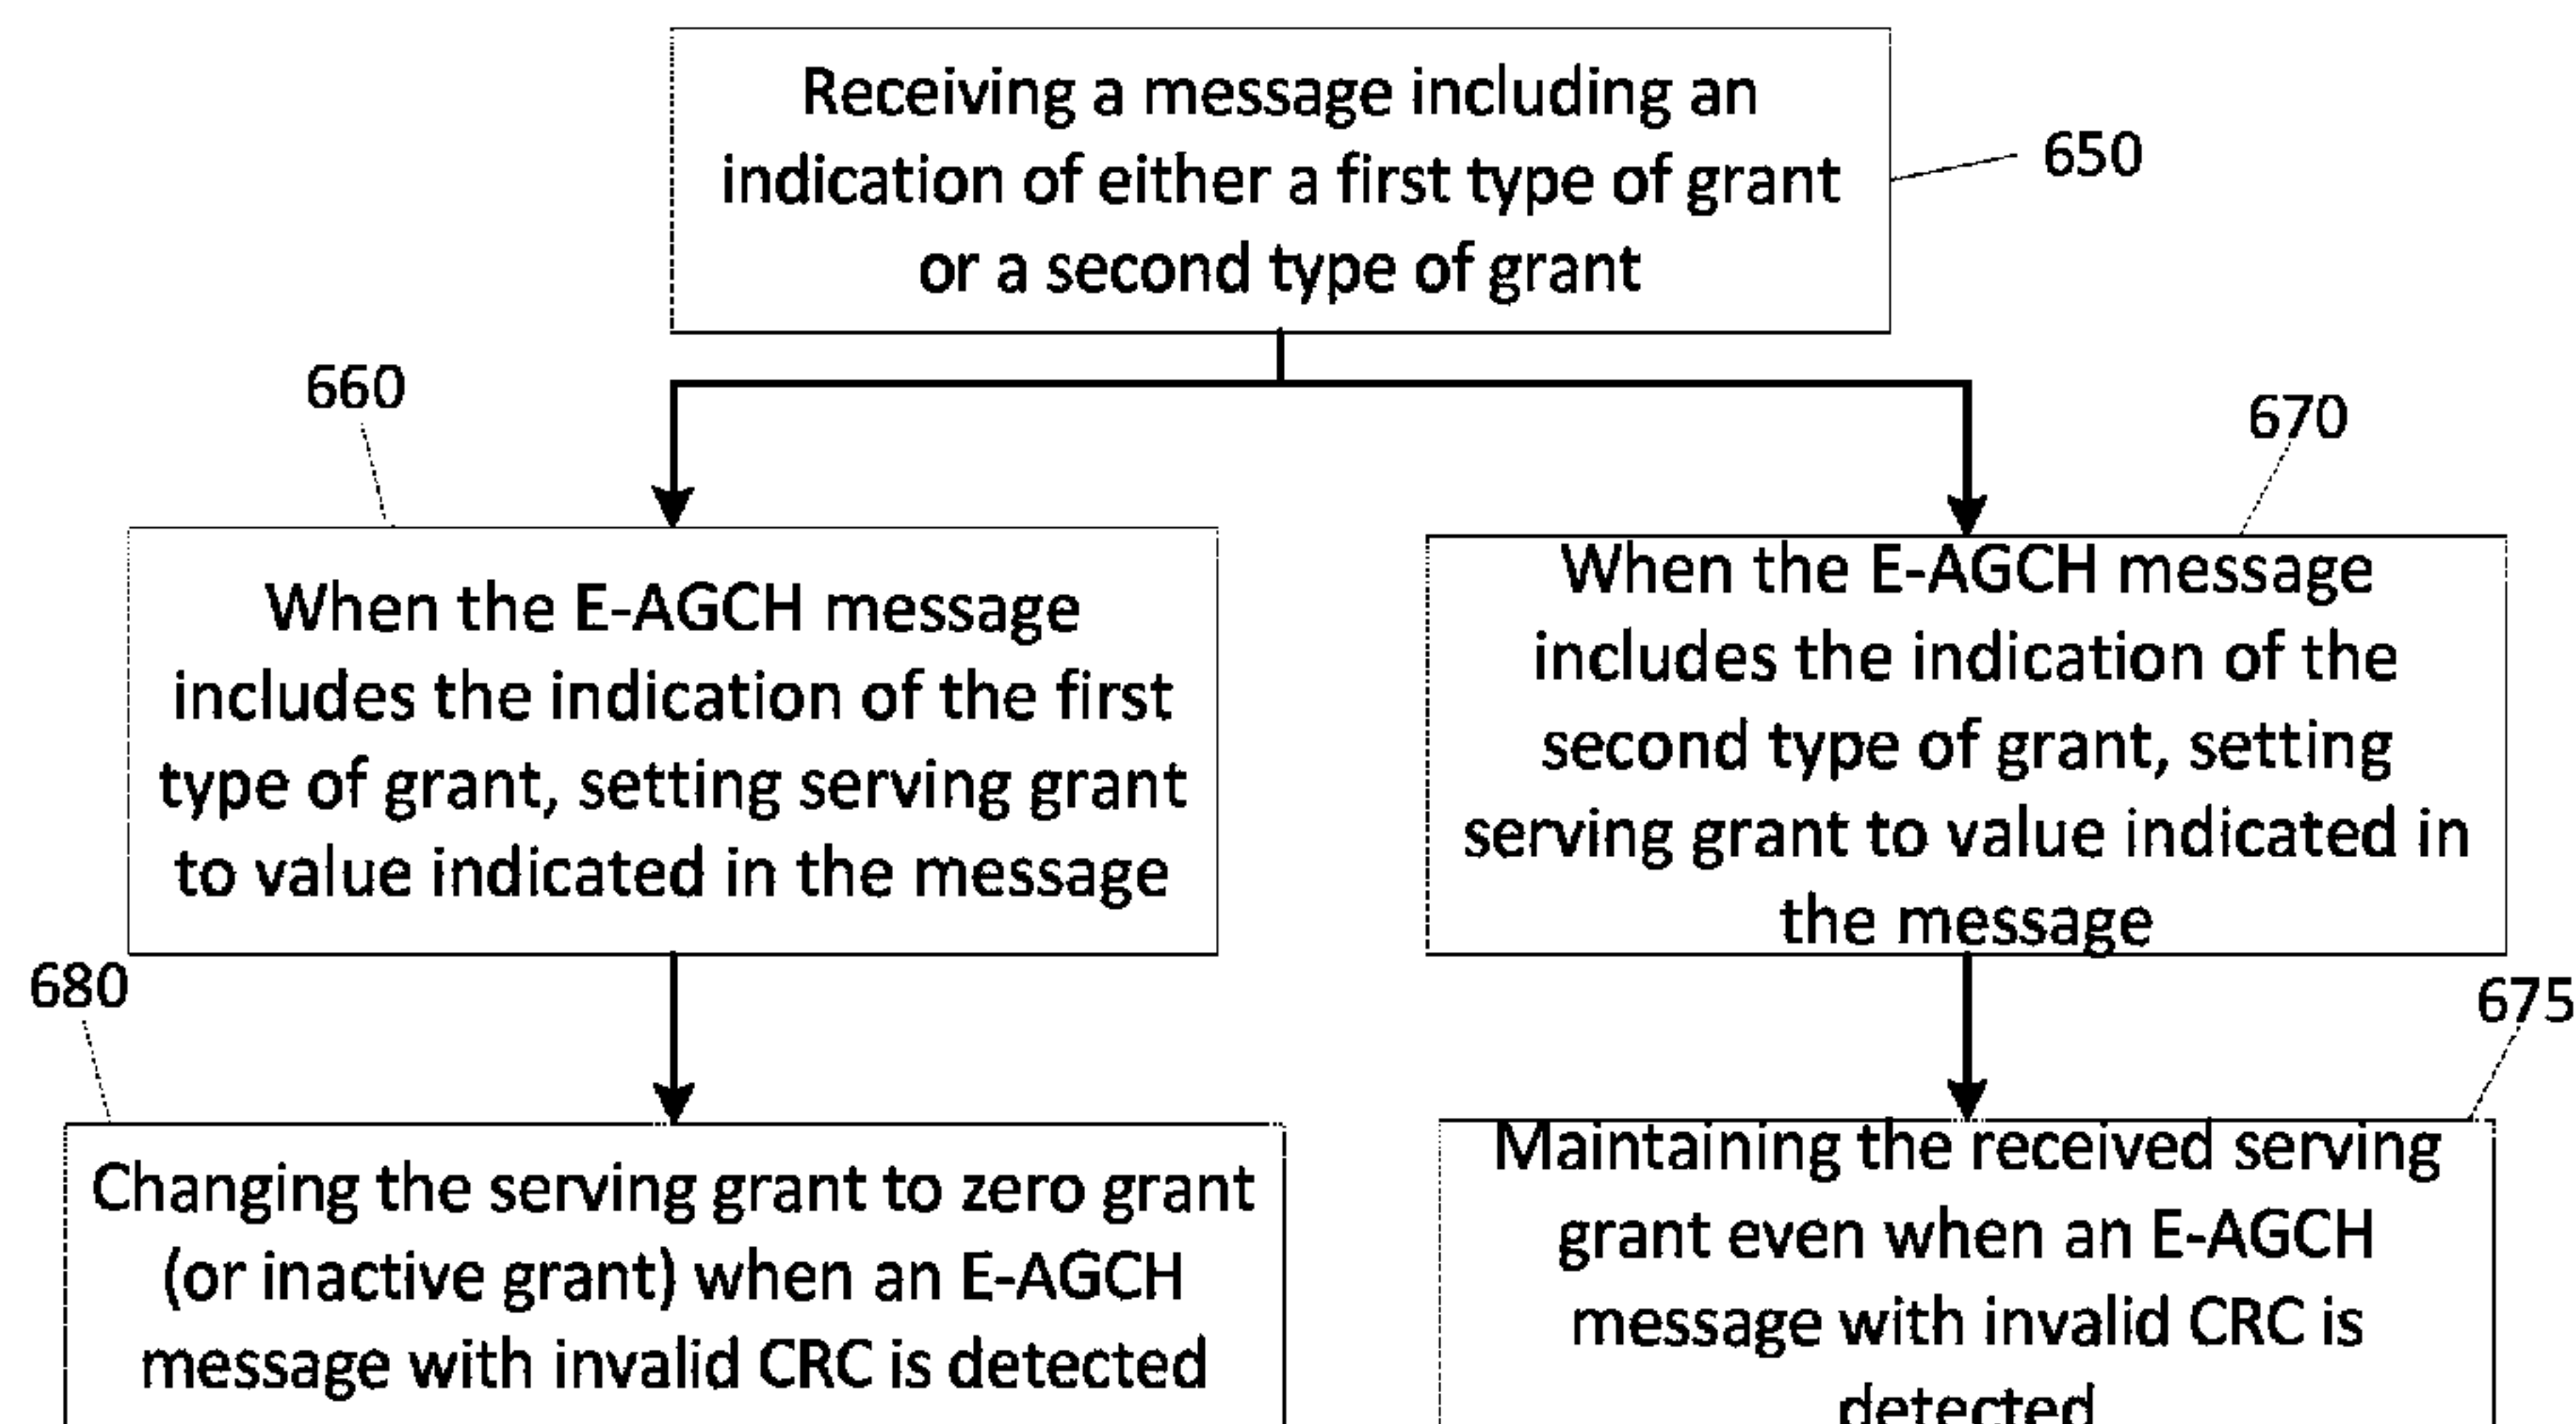 Receiving a message including an
indication of either a first type of grant
or a second type of grant
650
660
When the E-AGCH message
includes the indication of the first
type of grant, setting serving grant
to value indicated in the message
670
When the E-AGCH message
includes the indication of the
second type of grant, setting
serving grant to value indicated in
the message
680
Changing the serving grant to zero grant
(or inactive grant) when an E-AGCH
message with invalid CRC is detected
675
Maintaining the received serving
grant even when an E-AGCH
message with invalid CRC is
detected